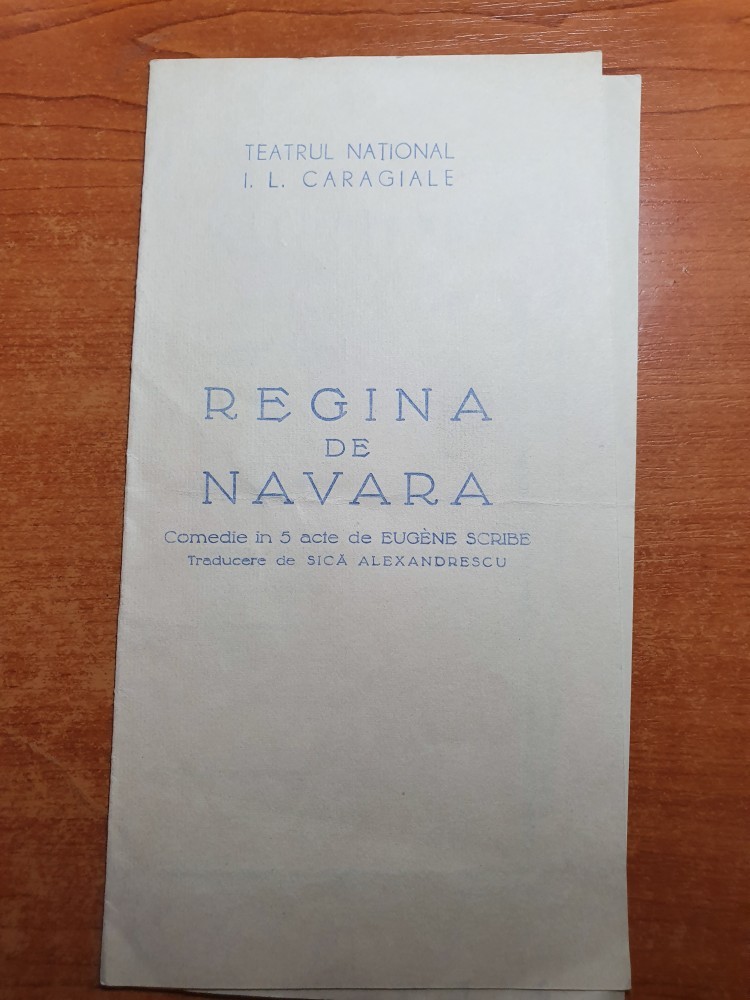 TEATRUL NAȚIONAL
I. L. CARAGIALE
REGINA
DE
NAVARA
Comedie in 5 acte de EUGÈNE SCRIBE
Traducere de SICĂ ALEXANDRESCU